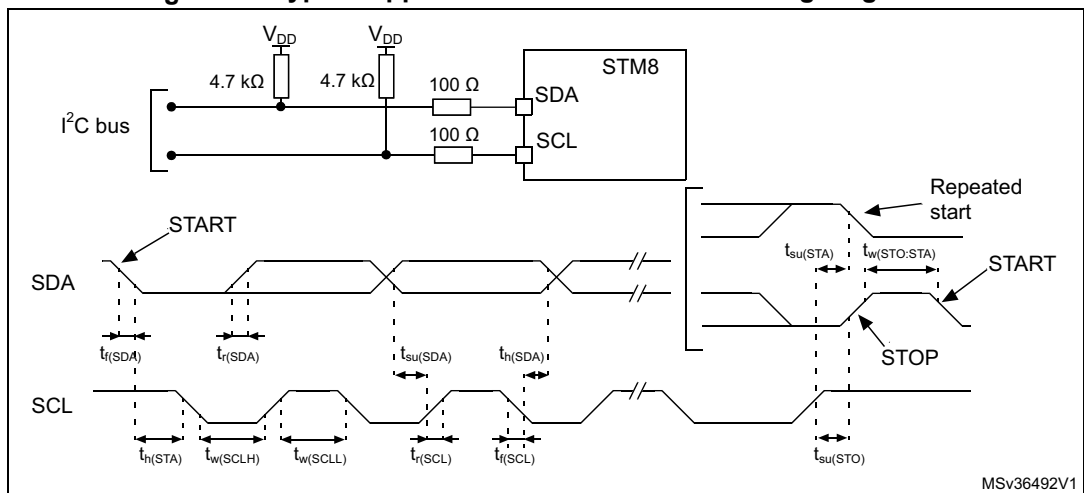 V_DD V_DD
STM8
4.7 kΩ 4.7 kΩ 100 Ω
SDA
I²C bus
100 Ω
SCL
Repeated
start
START
t_su(STA) t_w(STO:STA)
START
SDA
t_f(SDA) t_r(SDA) t_su(SDA) t_h(SDA)
STOP
SCL
t_h(STA) t_w(SCLH) t_w(SCLL) t_r(SCL) t_f(SCL) t_su(STO)
MSv36492V1